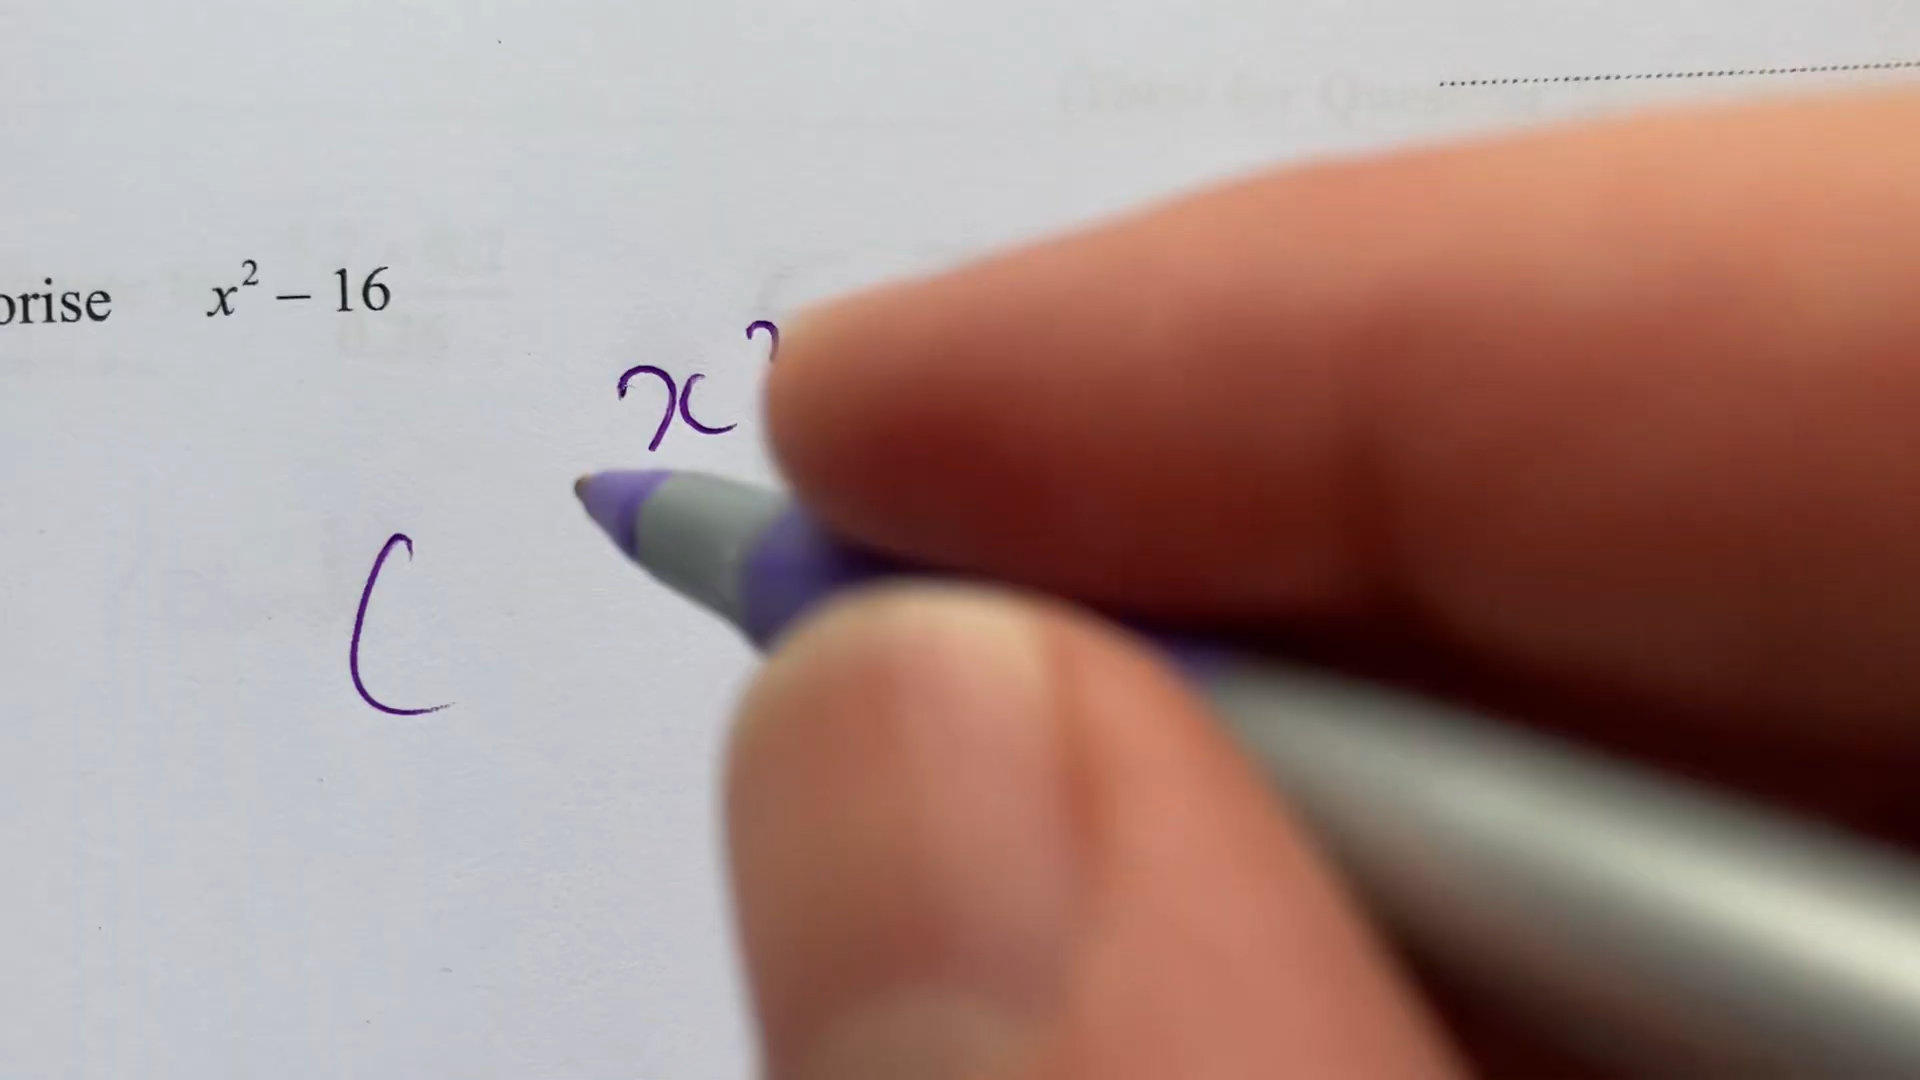 orise x² – 16
x²
(